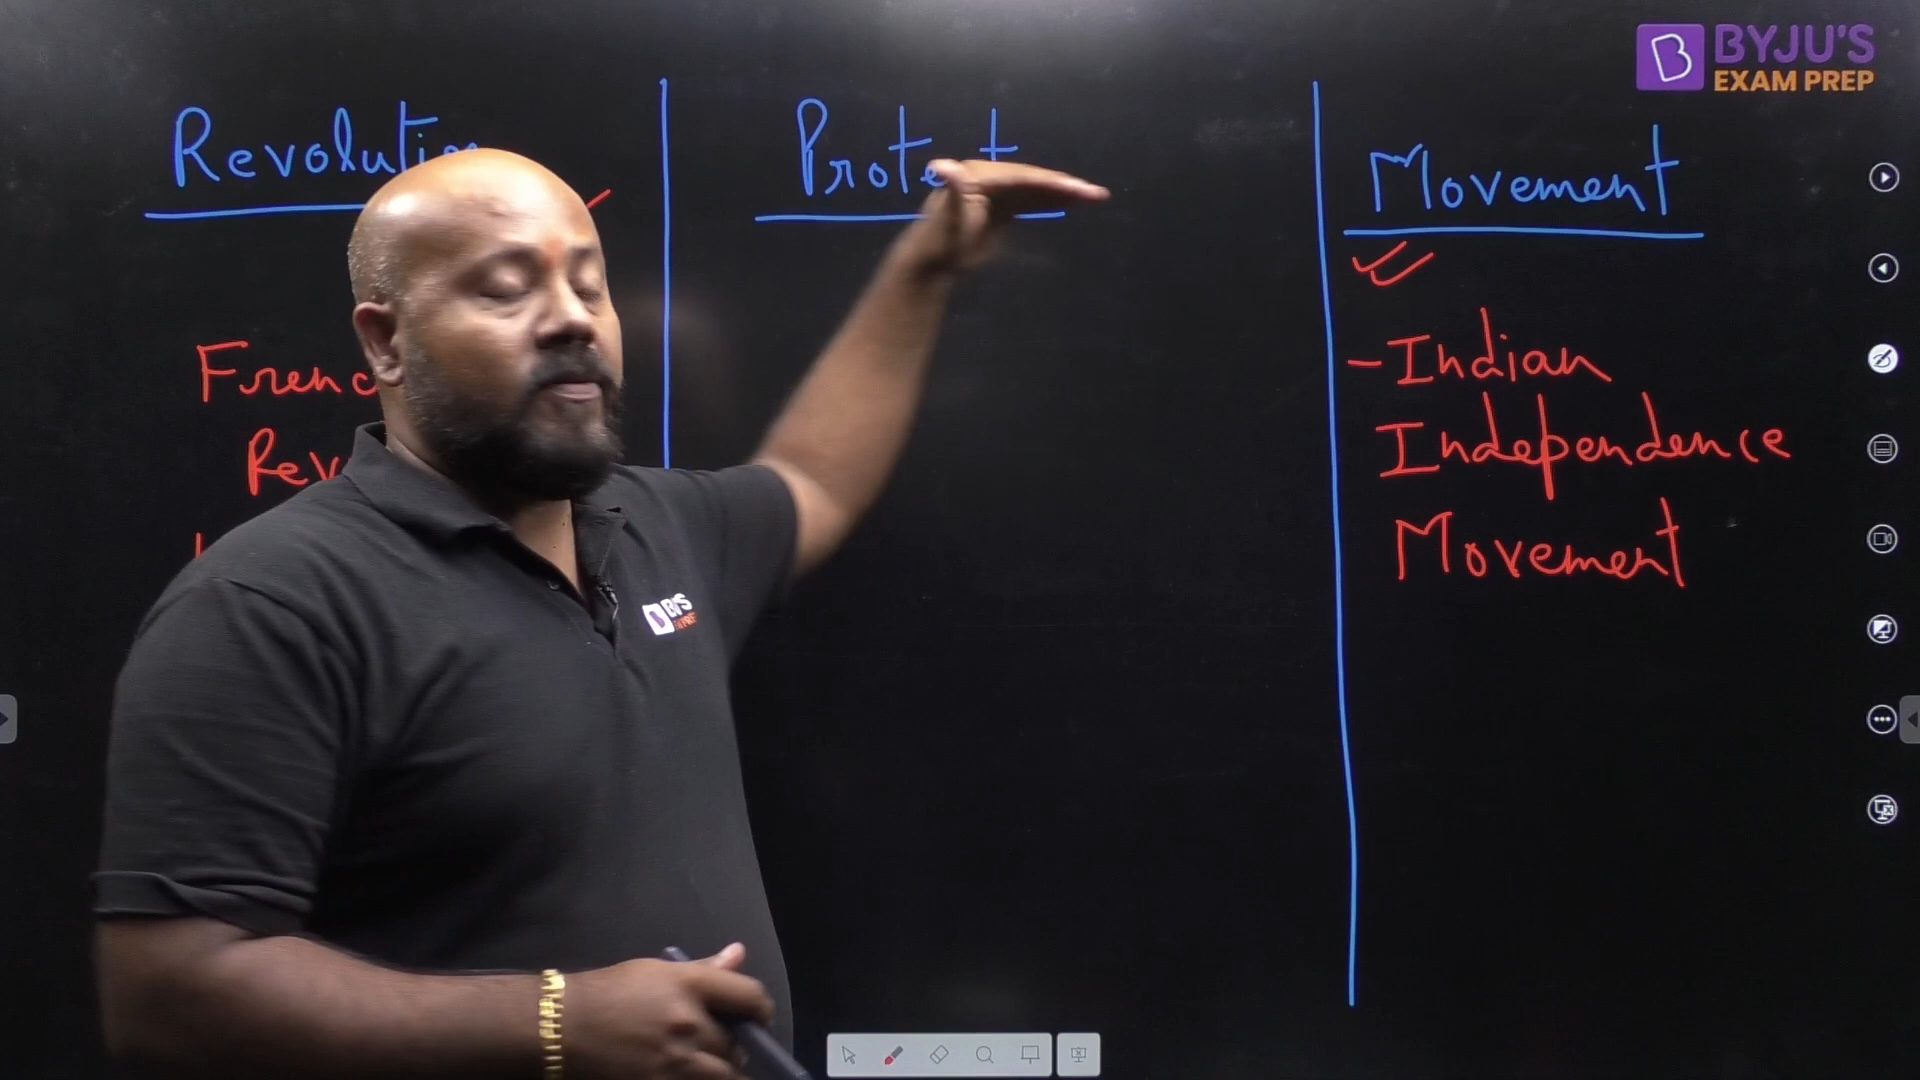 BYJU'S
EXAM PREP
Revolution
Protest
Movement
Frenc
Rev
- Indian
Independence
Movement